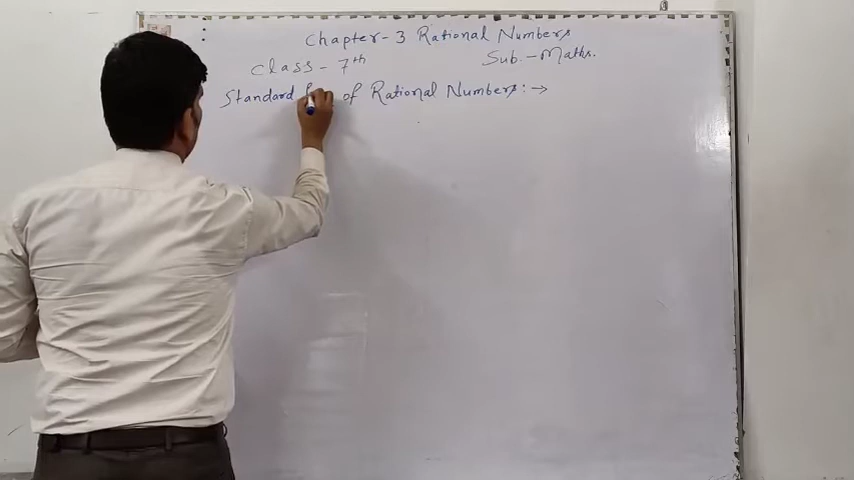 Chapter-3 Rational Numbers
Class - 7th
Sub. - Maths.
Standard of Rational Numbers :- →